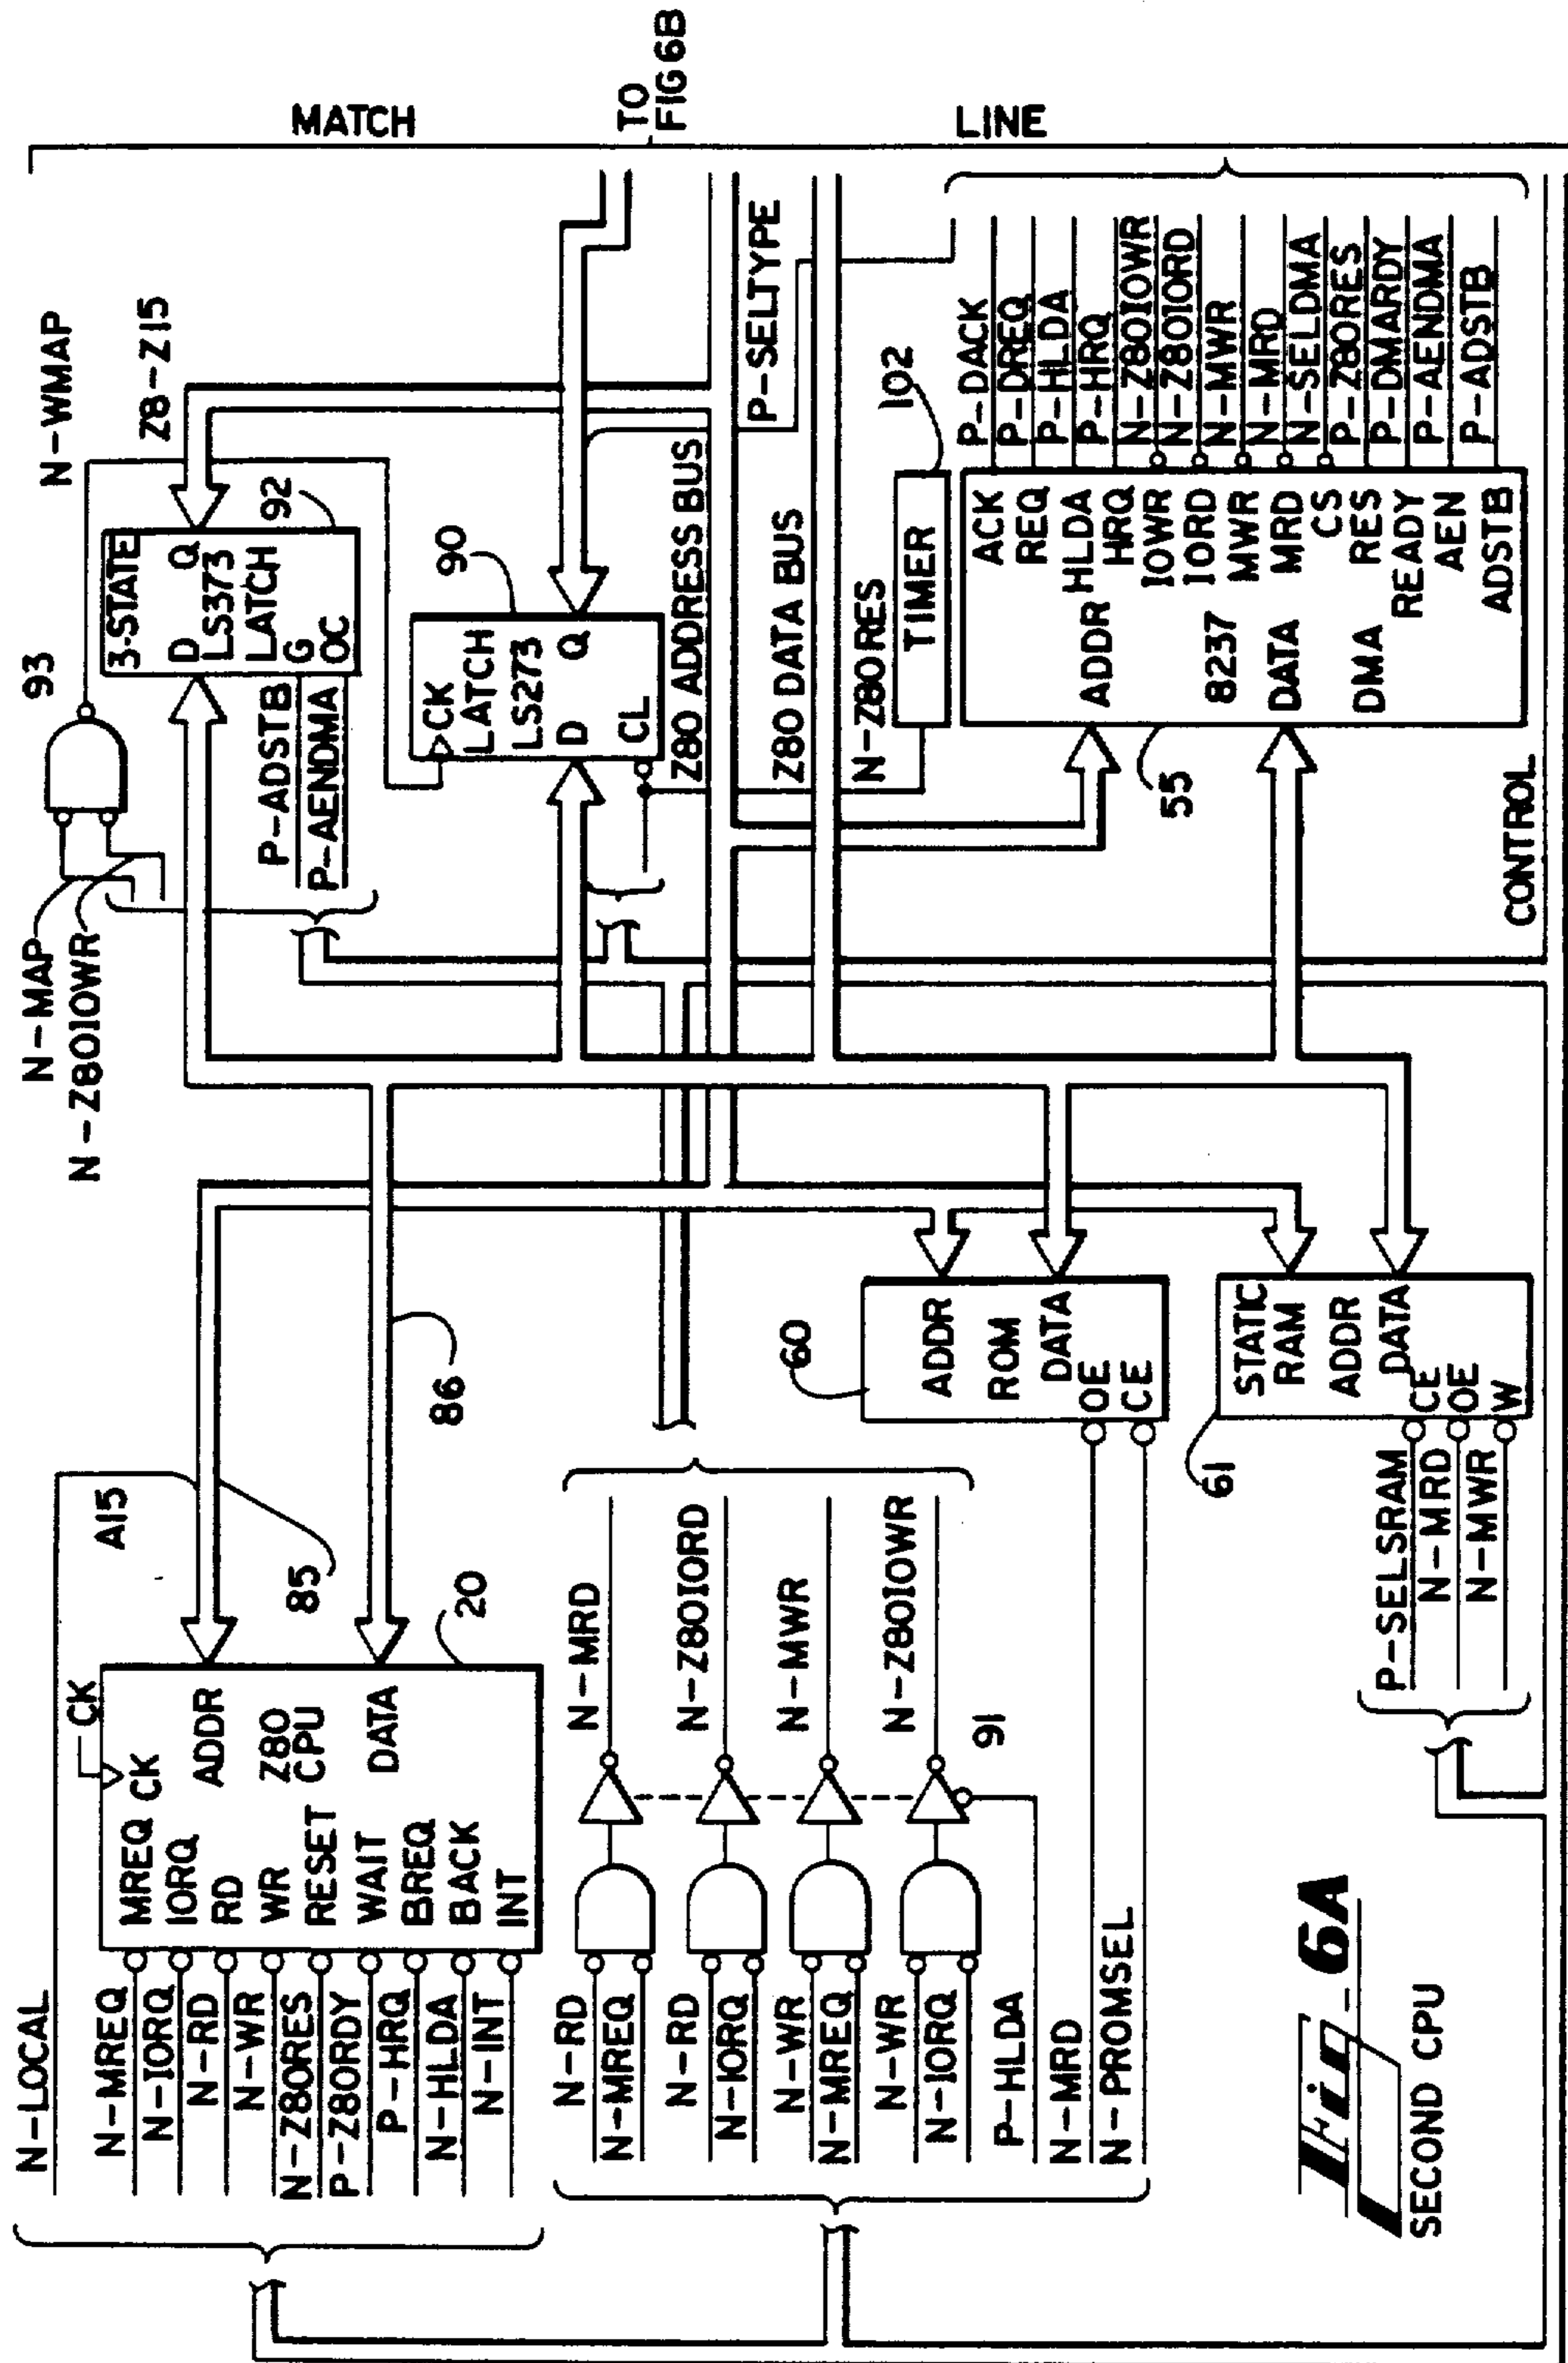 N-LOCAL
A15
85
86
20
CK
MREQ
CK
IORQ
ADDR
RD
WR
Z80
CPU
RESET
WAIT
DATA
BREQ
BACK
INT
N-MREQ
N-IORQ
N-RD
N-WR
N-Z80RES
P-Z80RDY
P-HRQ
N-HLDA
N-INT
N-RD
N-MREQ
N-MRD
N-RD
N-IORQ
N-Z80IORD
N-WR
N-MREQ
N-MWR
N-WR
N-IORQ
N-Z80IOWR
91
P-HLDA
N-MRD
N-PROMSEL
60
ADDR
ROM
DATA
OE
CE
61
STATIC
RAM
ADDR
DATA
CE
OE
W
P-SELSRAM
N-MRD
N-MWR
N-MAP
N-Z80IOWR
93
N-WMAP
Z8-Z15
3-STATE
D Q
LS373
LATCH
G
OC
92
P-ADSTB
P-AENDMA
90
CK
LATCH
LS273
D Q
CL
Z80 ADDRESS BUS
P-SELTYPE
Z80 DATA BUS
N-Z80RES
TIMER
102
ADDR
8237
DATA
DMA
55
ACK
REQ
HLDA
HRQ
IOWR
IORD
MWR
MRD
CS
RES
READY
AEN
ADSTB
P-DACK
P-DREQ
P-HLDA
P-HRQ
N-Z80IOWR
N-Z80IORD
N-MWR
N-MRD
N-SELDMA
P-Z80RES
P-DMARDY
P-AENDMA
P-ADSTB
CONTROL
MATCH
TO
FIG 6B
LINE
Fig_6A
SECOND CPU